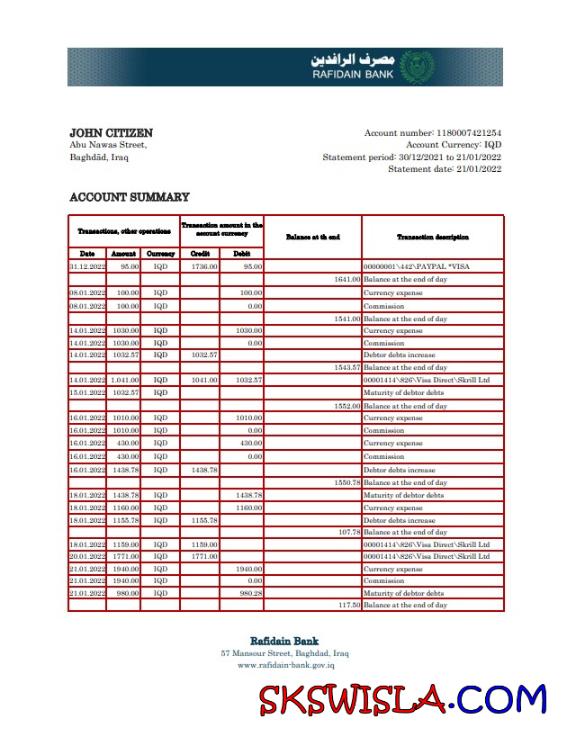 مصرف الرافدين
RAFIDAIN BANK
JOHN CITIZEN
Abu Nawas Street,
Baghdād, Iraq
Account number: 1180007421254
Account Currency: IQD
Statement period: 30/12/2021 to 21/01/2022
Statement date: 21/01/2022
ACCOUNT SUMMARY
Transactions, other operations
Transaction amount in the
account currency
Balance at th end
Transaction description
Date Amount Currency Credit Debit
31.12.2022 95.00 IQD 1736.00 95.00 00000001\442\PAYPAL *VISA
1641.00 Balance at the end of day
08.01.2022 100.00 IQD 100.00 Currency expense
08.01.2022 100.00 IQD 0.00 Commission
1541.00 Balance at the end of day
14.01.2022 1030.00 IQD 1030.00 Currency expense
14.01.2022 1030.00 IQD 0.00 Commission
14.01.2022 1032.57 IQD 1032.57 Debtor debts increase
1543.57 Balance at the end of day
14.01.2022 1.041.00 IQD 1041.00 1032.57 00001414\826\Visa Direct\Skrill Ltd
15.01.2022 1032.57 IQD Maturity of debtor debts
1552.00 Balance at the end of day
16.01.2022 1010.00 IQD 1010.00 Currency expense
16.01.2022 1010.00 IQD 0.00 Commission
16.01.2022 430.00 IQD 430.00 Currency expense
16.01.2022 430.00 IQD 0.00 Commission
16.01.2022 1438.78 IQD 1438.78 Debtor debts increase
1550.78 Balance at the end of day
18.01.2022 1438.78 IQD 1438.78 Maturity of debtor debts
18.01.2022 1160.00 IQD 1160.00 Currency expense
18.01.2022 1155.78 IQD 1155.78 Debtor debts increase
107.78 Balance at the end of day
18.01.2022 1159.00 IQD 1159.00 00001414\826\Visa Direct\Skrill Ltd
20.01.2022 1771.00 IQD 1771.00 00001414\826\Visa Direct\Skrill Ltd
21.01.2022 1940.00 IQD 1940.00 Currency expense
21.01.2022 1940.00 IQD 0.00 Commission
21.01.2022 980.00 IQD 980.28 Maturity of debtor debts
117.50 Balance at the end of day
Rafidain Bank
57 Mansour Street, Baghdad, Iraq
www.rafidain-bank.gov.iq
SKSWISLA.COM